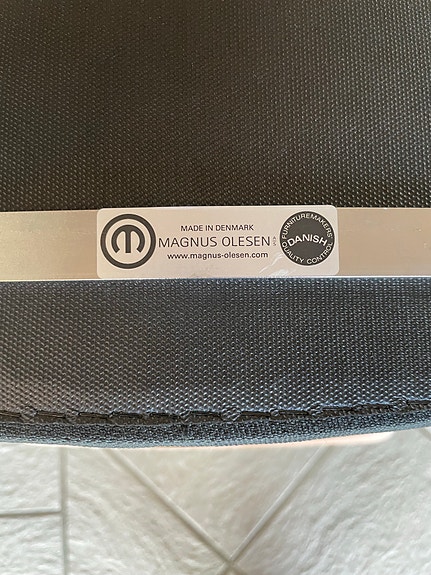 MADE IN DENMARK
MAGNUS OLESEN
www.magnus-olesen.com
FURNITUREMAKERS'
DANISH
QUALITY CONTROL